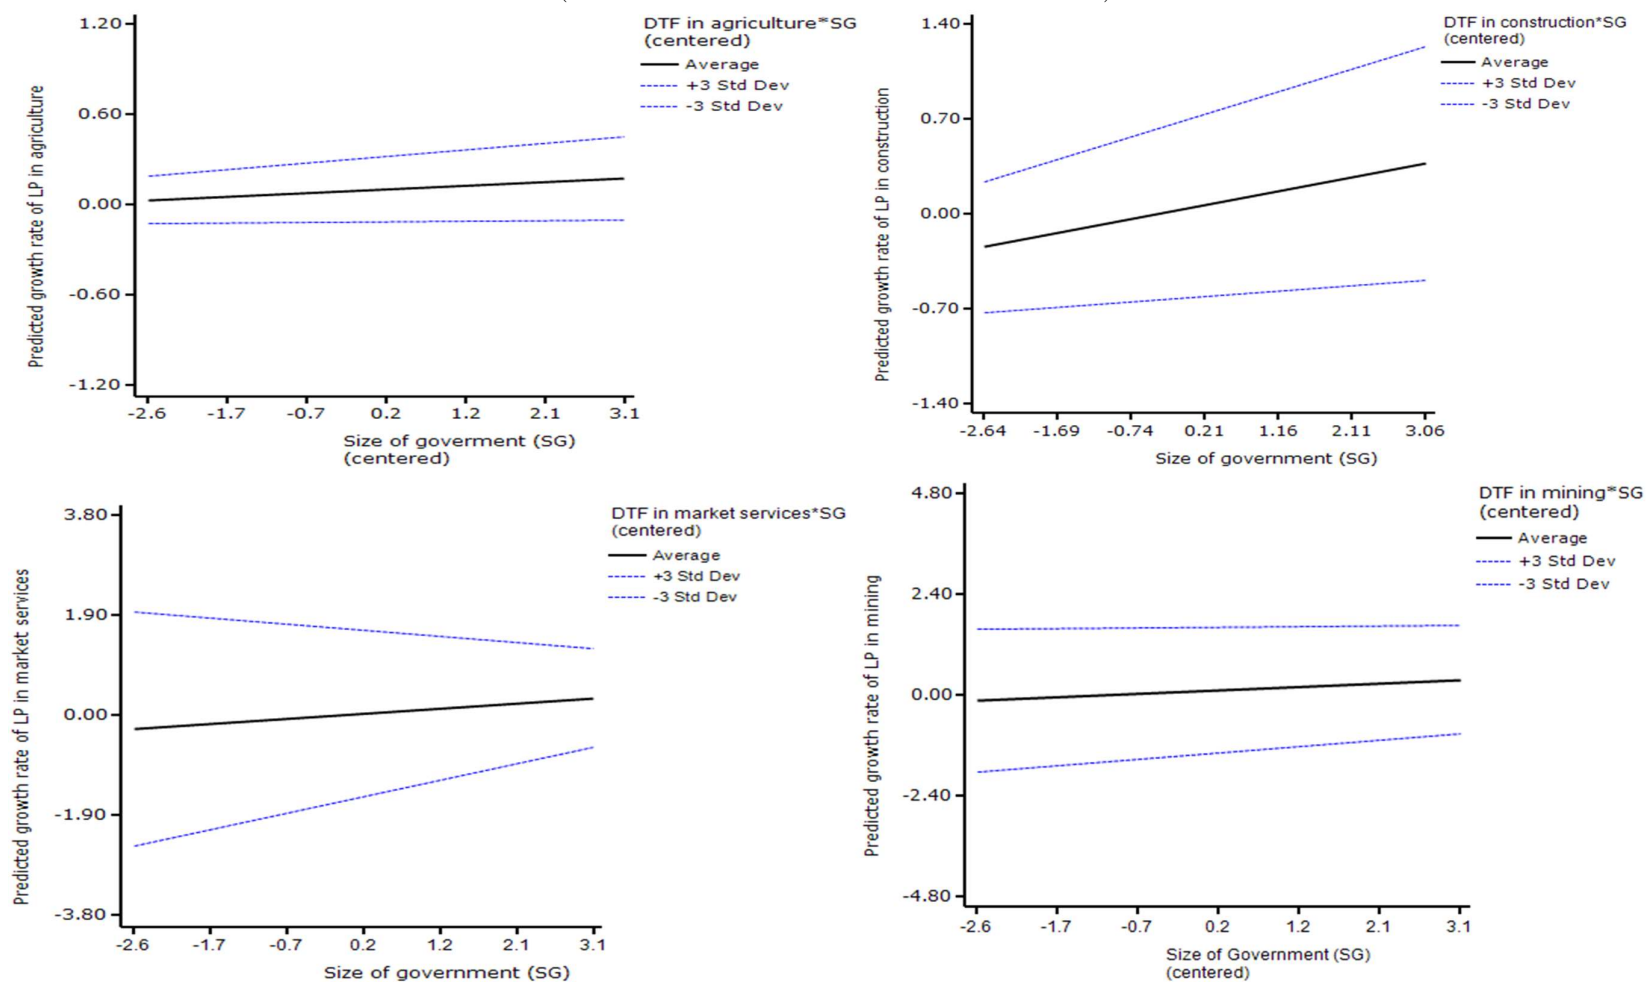 DTF in agriculture*SG
(centered)
Average
+3 Std Dev
-3 Std Dev
Predicted growth rate of LP in agriculture
1.20
0.60
0.00
-0.60
-1.20
-2.6 -1.7 -0.7 0.2 1.2 2.1 3.1
Size of goverment (SG)
(centered)
DTF in construction*SG
(centered)
Average
+3 Std Dev
-3 Std Dev
Predicted growth rate of LP in construction
1.40
0.70
0.00
-0.70
-1.40
-2.64 -1.69 -0.74 0.21 1.16 2.11 3.06
Size of government (SG)
DTF in market services*SG
(centered)
Average
+3 Std Dev
-3 Std Dev
Predicted growth rate of LP in market services
3.80
1.90
0.00
-1.90
-3.80
-2.6 -1.7 -0.7 0.2 1.2 2.1 3.1
Size of government (SG)
DTF in mining*SG
(centered)
Average
+3 Std Dev
-3 Std Dev
Predicted growth rate of LP in mining
4.80
2.40
0.00
-2.40
-4.80
-2.6 -1.7 -0.7 0.2 1.2 2.1 3.1
Size of Government (SG)
(centered)